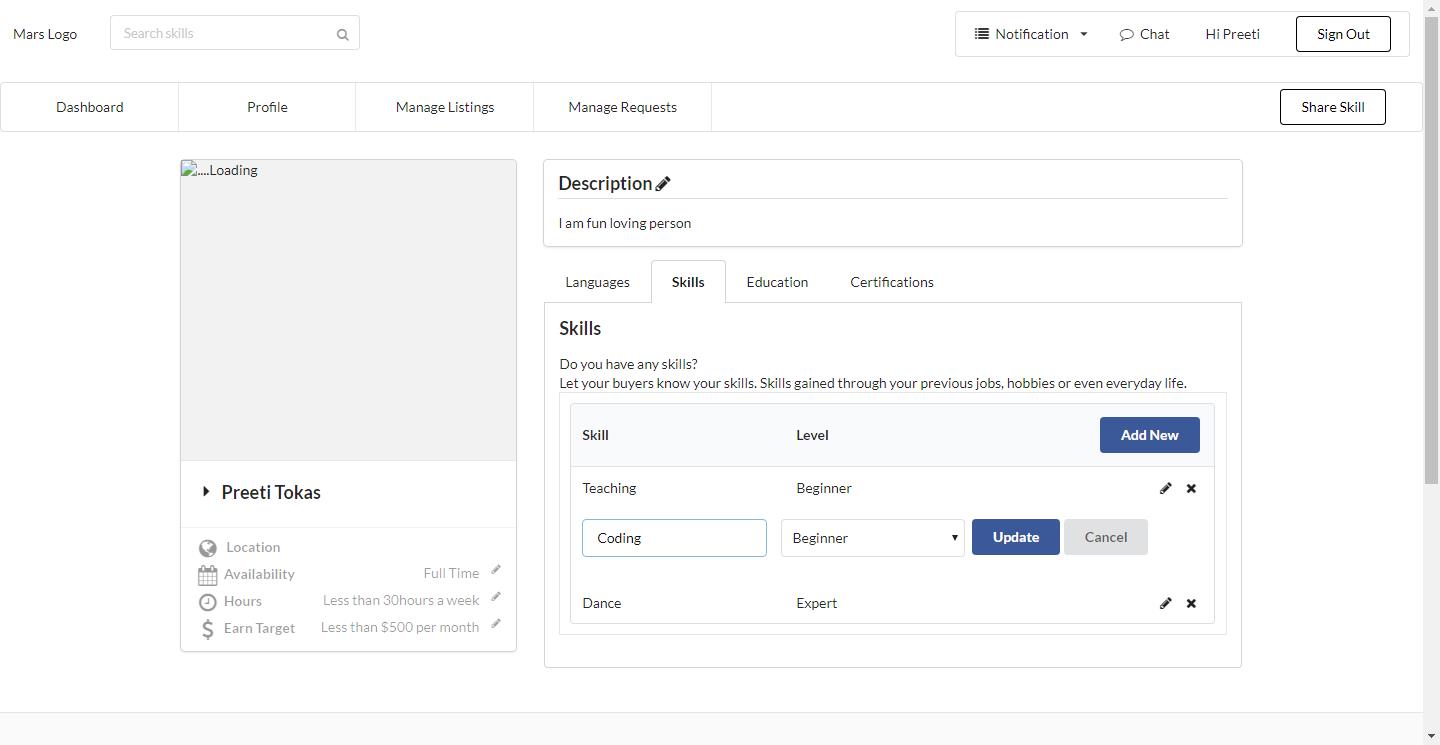 Mars Logo
Search skills
Notification
Chat
Hi Preeti
Sign Out
Dashboard
Profile
Manage Listings
Manage Requests
Share Skill
....Loading
Preeti Tokas
Location
Availability Full Time
Hours Less than 30hours a week
Earn Target Less than $500 per month
Description
I am fun loving person
Languages
Skills
Education
Certifications
Skills
Do you have any skills?
Let your buyers know your skills. Skills gained through your previous jobs, hobbies or even everyday life.
Skill Level Add New
Teaching Beginner
Coding Beginner Update Cancel
Dance Expert